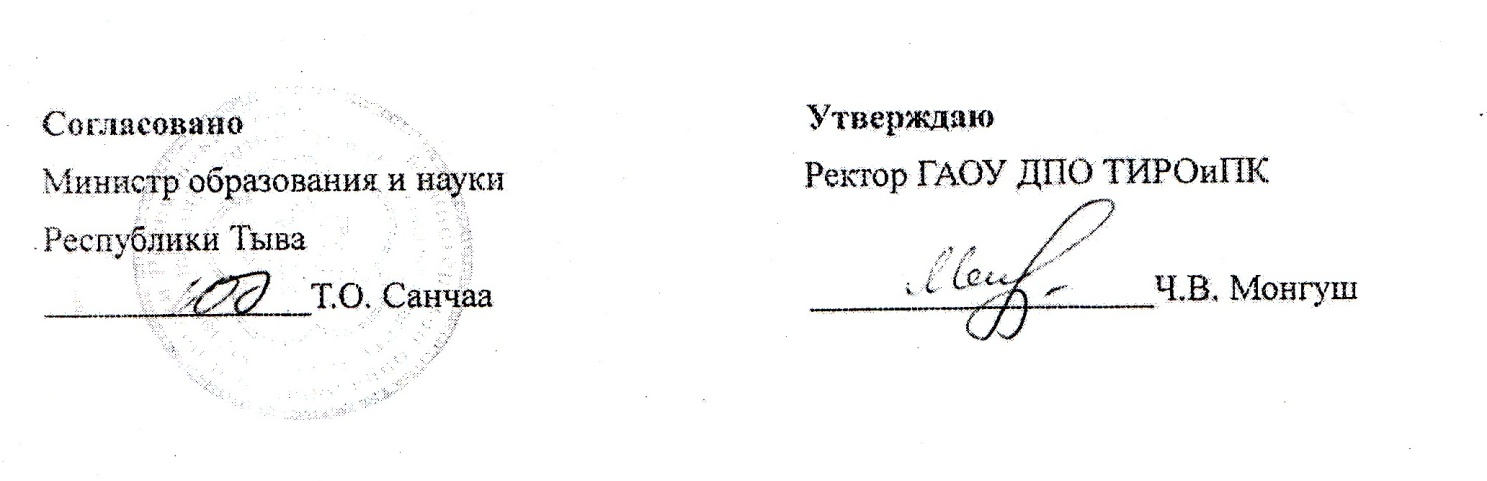 Согласовано
Министр образования и науки
Республики Тыва
Т.О. Санчаа
Утверждаю
Ректор ГАОУ ДПО ТИРОиПК
Ч.В. Монгуш